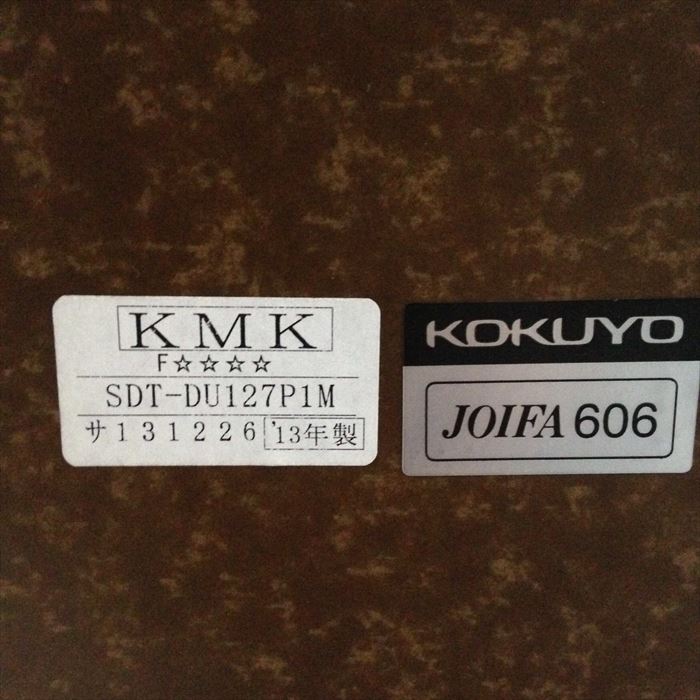 KMK
F☆☆☆☆
SDT-DU127P1M
サ131226 '13年製
KOKUYO
JOIFA 606